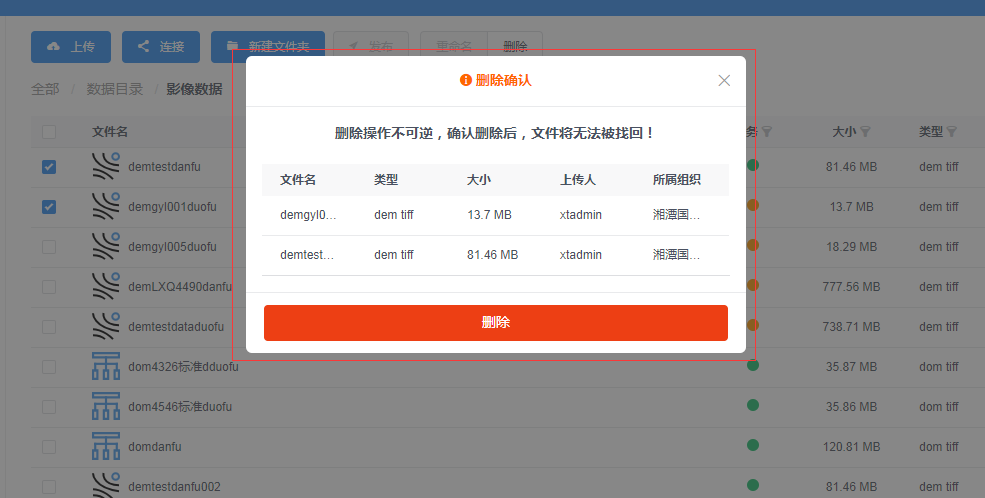 上传 连接 新建文件夹 发布 重命名 删除
全部 / 数据目录 / 影像数据
删除确认
删除操作不可逆，确认删除后，文件将无法被找回！
文件名 类型 大小 上传人 所属组织
demgyl0... dem tiff 13.7 MB xtadmin 湘潭国...
demtest... dem tiff 81.46 MB xtadmin 湘潭国...
删除
文件名 务 大小 类型
demtestdanfu 81.46 MB dem tiff
demgyl001duofu 13.7 MB dem tiff
demgyl005duofu 18.29 MB dem tiff
demLXQ4490danfu 777.56 MB dem tiff
demtestdataduofu 738.71 MB dem tiff
dom4326标准dduofu 35.87 MB dom tiff
dom4546标准duofu 35.86 MB dom tiff
domdanfu 120.81 MB dom tiff
demtestdanfu002 81.46 MB dem tiff